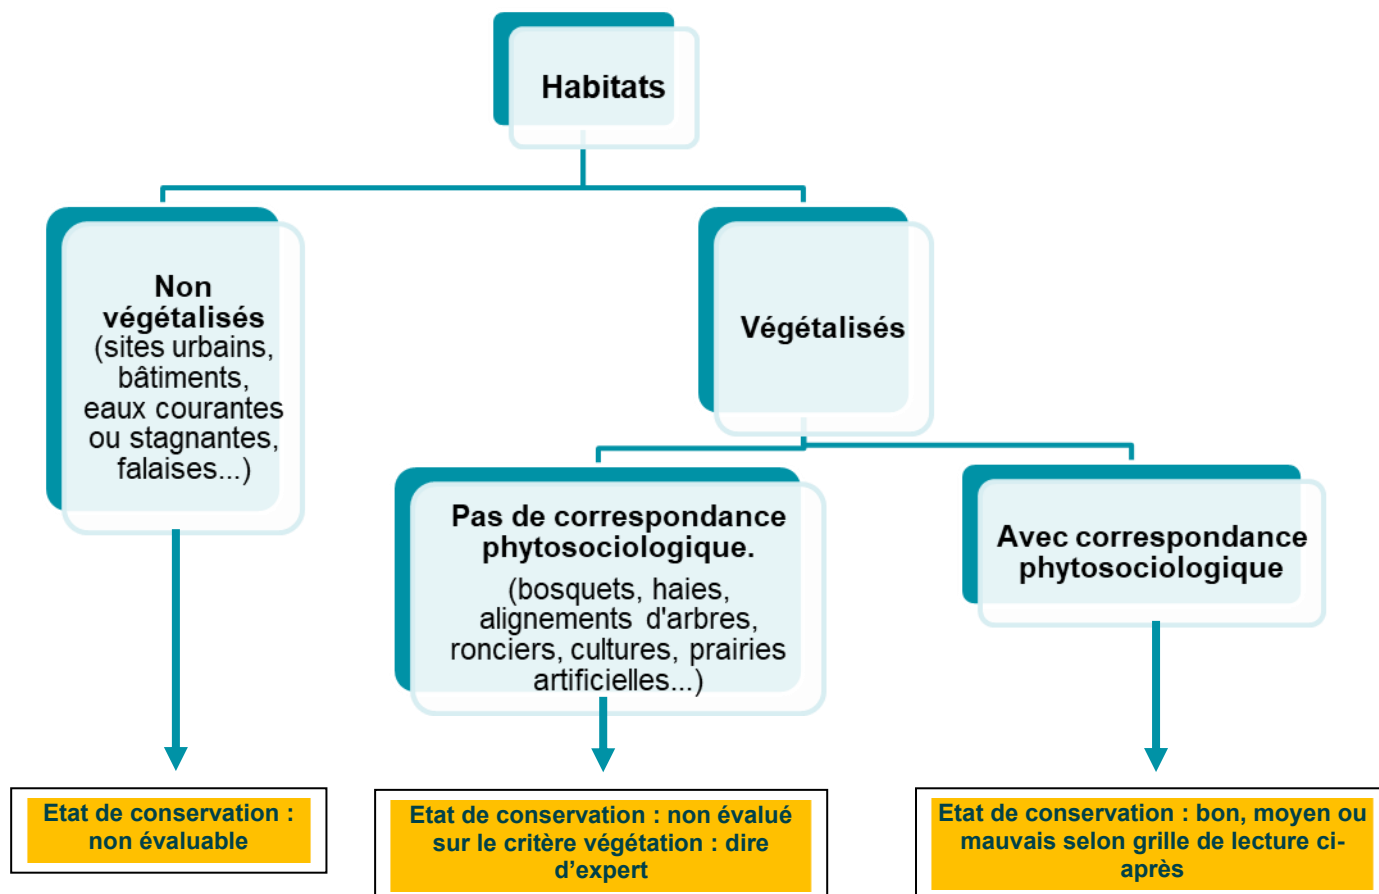 Habitats
Non
végétalisés
(sites urbains,
bâtiments,
eaux courantes
ou stagnantes,
falaises...)
Végétalisés
Pas de correspondance
phytosociologique.
(bosquets, haies,
alignements d'arbres,
ronciers, cultures, prairies
artificielles...)
Avec correspondance
phytosociologique
Etat de conservation :
non évaluable
Etat de conservation : non évalué
sur le critère végétation : dire
d’expert
Etat de conservation : bon, moyen ou
mauvais selon grille de lecture ci-
après